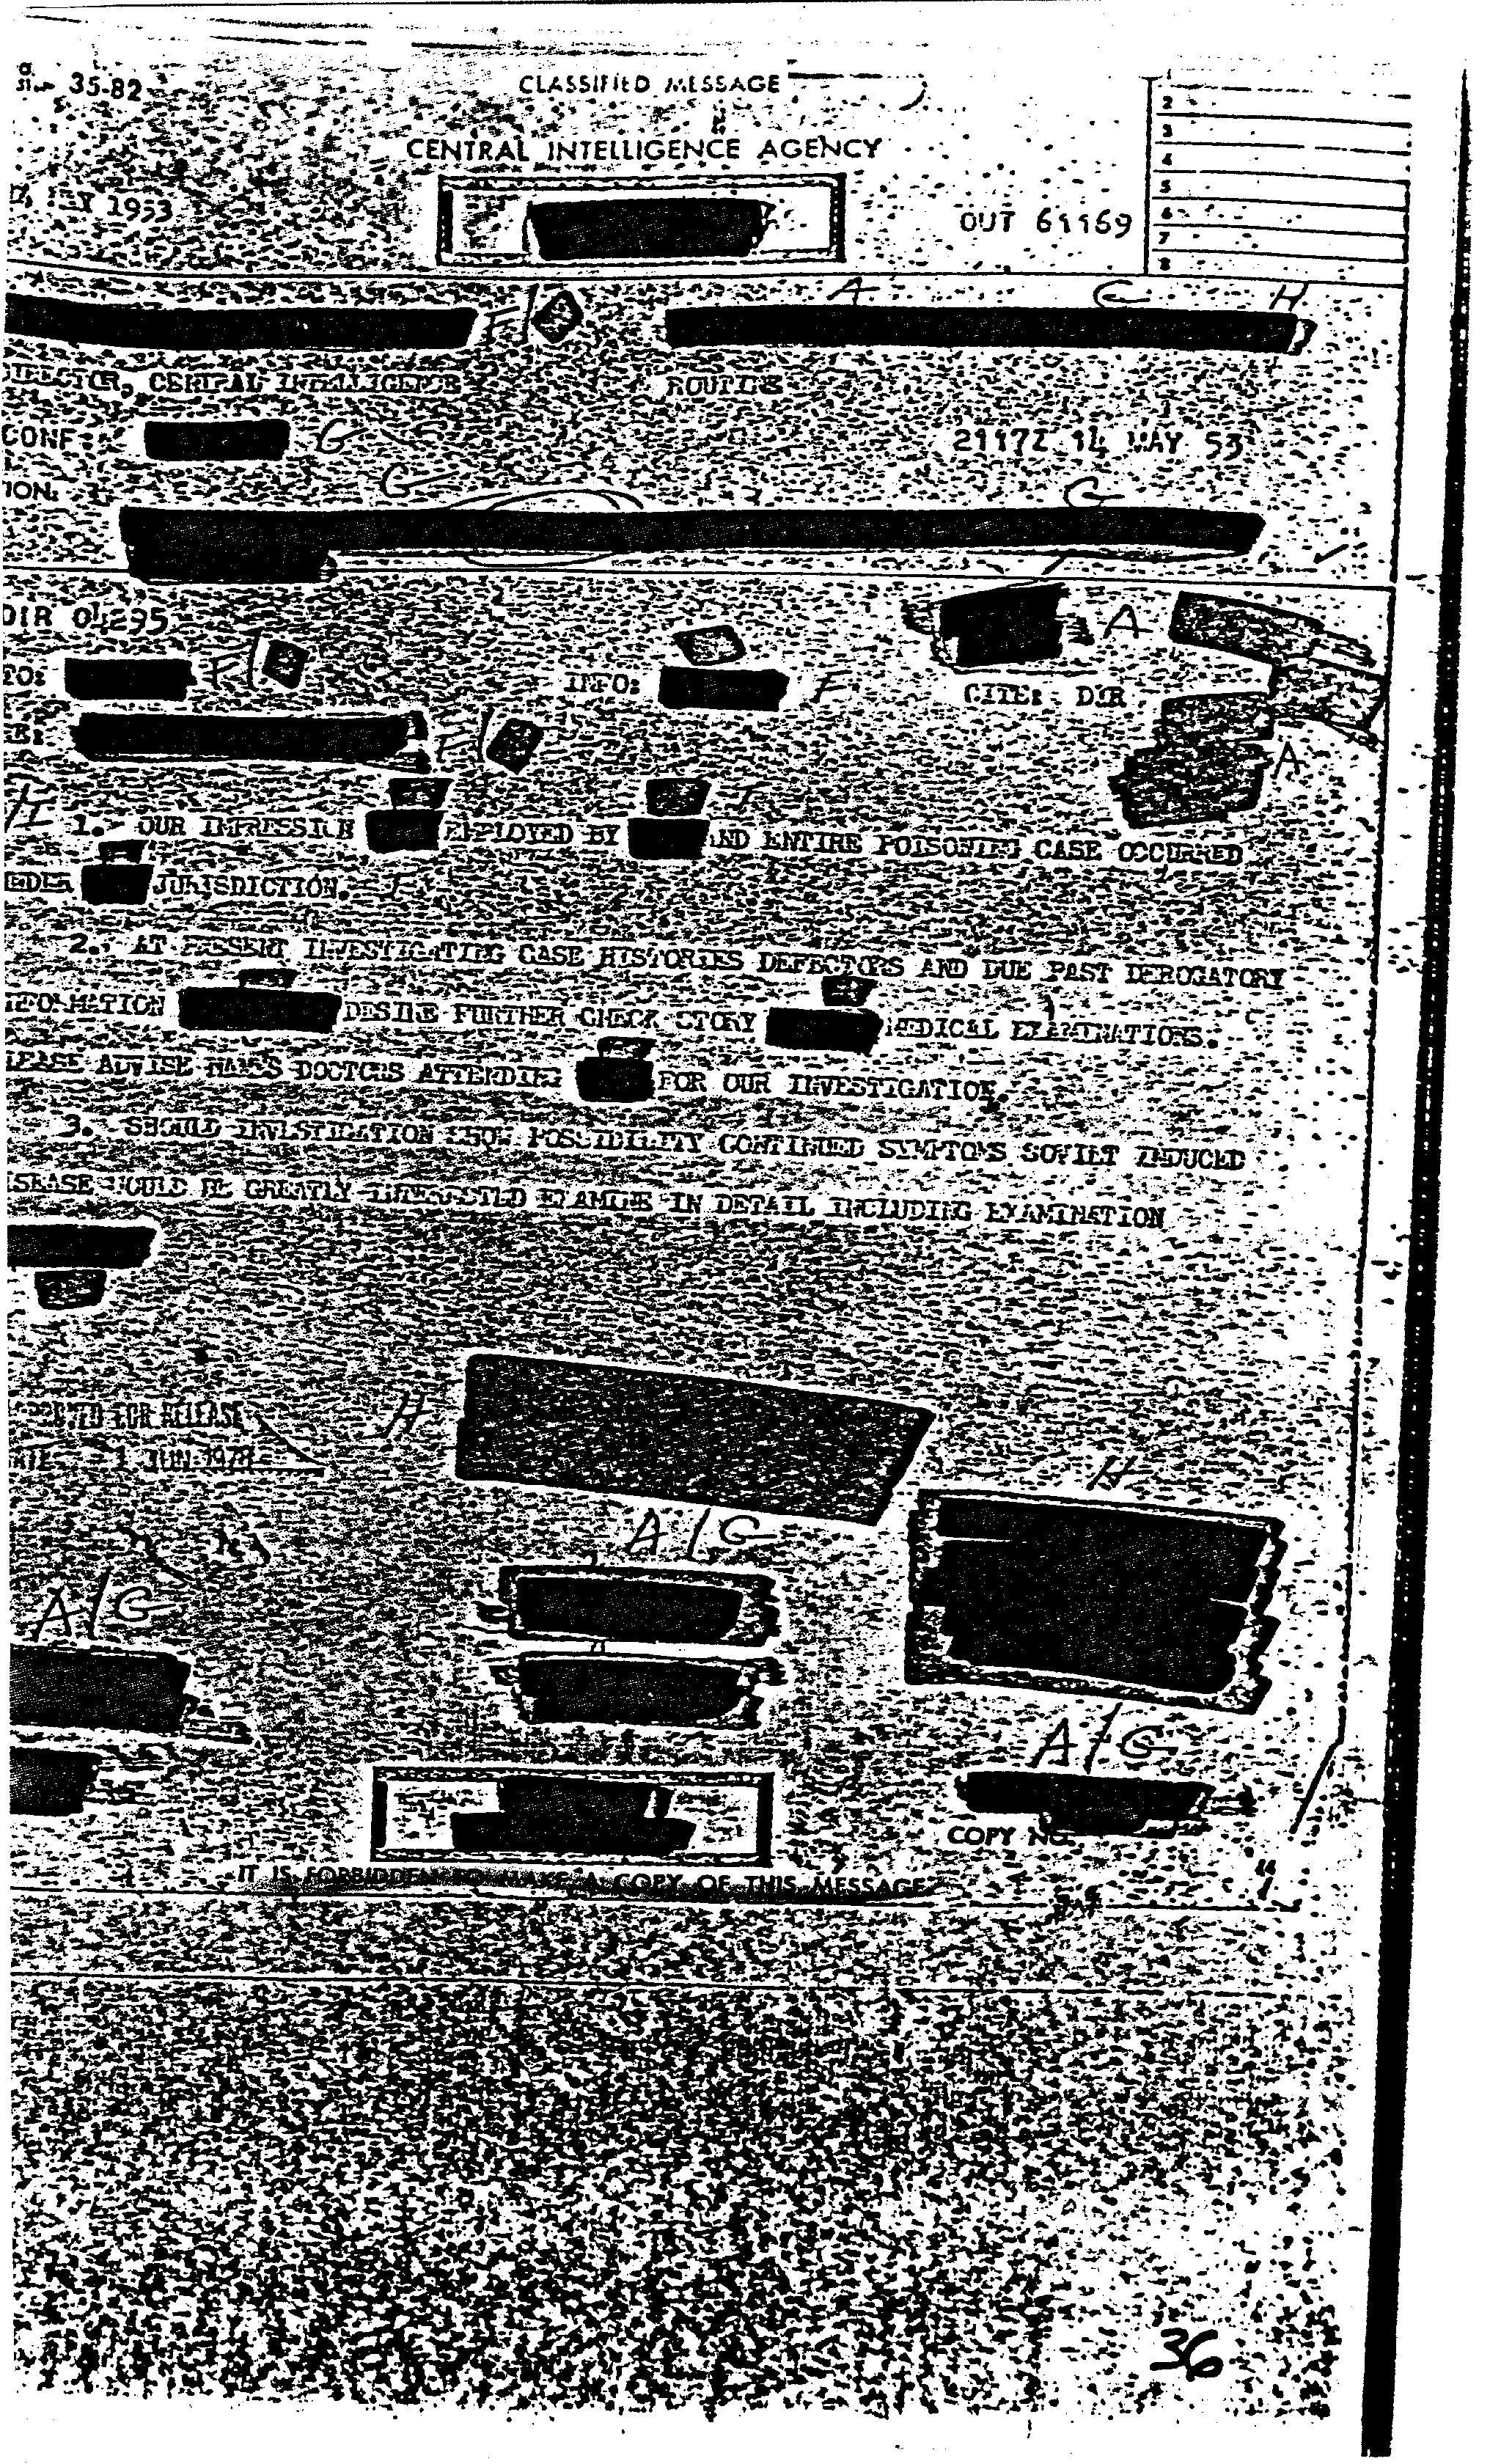 35-82
CLASSIFIED MESSAGE
1
2
3
4
5
6
7
8
CENTRAL INTELLIGENCE AGENCY
1953
OUT 61169
A G H
F/
DIRECTOR, CENTRAL INTELLIGENCE ROUTINE
CONF: G 2117Z 14 MAY 53
ION:
G G
DIR 04295 A
TO: F/ INFO: F CITE: DIR
RE: F/ A
1. OUR IMPRESSION EMPLOYED BY AND ENTIRE POISONING CASE OCCURRED
UNDER JURISDICTION.
2. AT PRESENT INVESTIGATING CASE HISTORIES DEFECTORS AND DUE PAST DEROGATORY
INFORMATION DESIRE FURTHER CHECK STORY MEDICAL EXAMINATIONS.
PLEASE ADVISE NAMES DOCTORS ATTENDING FOR OUR INVESTIGATION.
3. SHOULD INVESTIGATION SHOW POSSIBILITY CONTINUED SYMPTOMS SOVIET INDUCED
ISEASE WOULD BE GREATLY INTERESTED EXAMINE IN DETAIL INCLUDING EXAMINATION
APPROVED FOR RELEASE
DATE 1 JUN 1978
H
H
A/G
A/G
A/G
COPY NO.
IT IS FORBIDDEN TO MAKE A COPY OF THIS MESSAGE
36